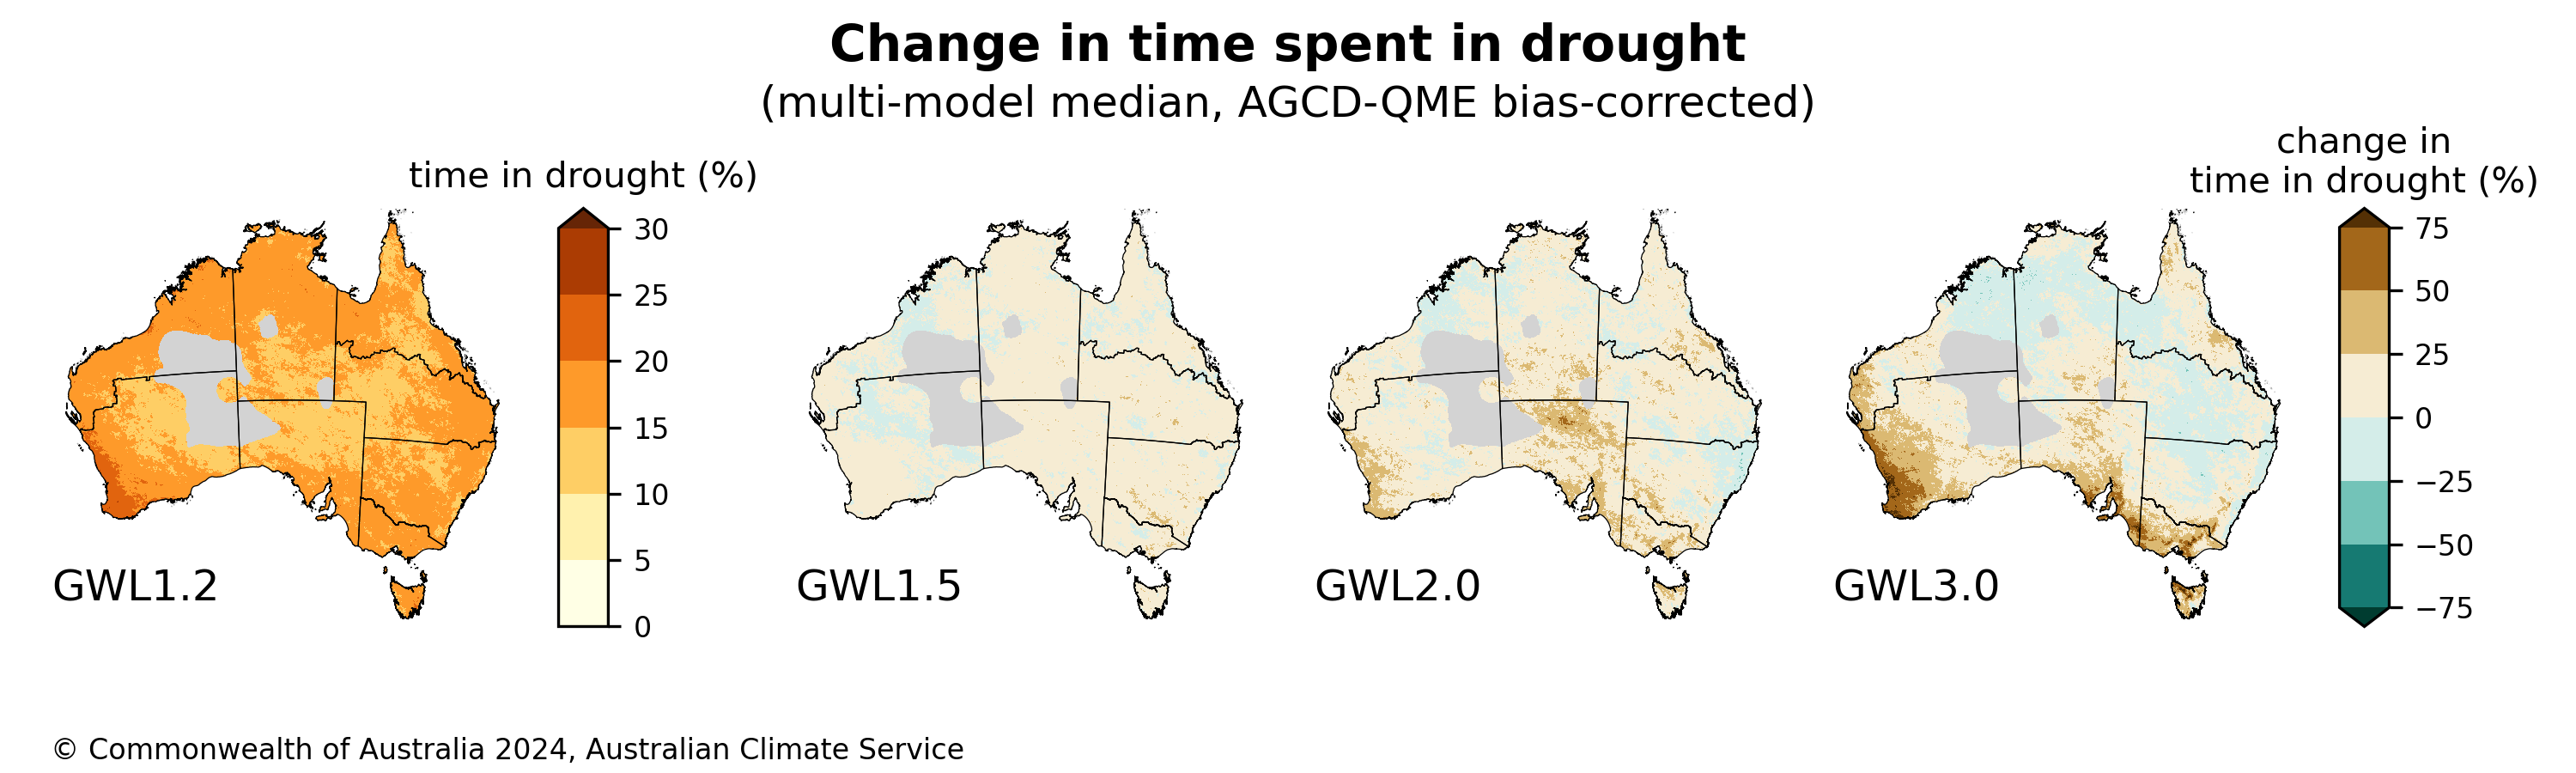 Change in time spent in drought
(multi-model median, AGCD-QME bias-corrected)
time in drought (%)
30
25
20
15
10
5
0
GWL1.2
GWL1.5
GWL2.0
GWL3.0
change in
time in drought (%)
75
50
25
0
−25
−50
−75
© Commonwealth of Australia 2024, Australian Climate Service